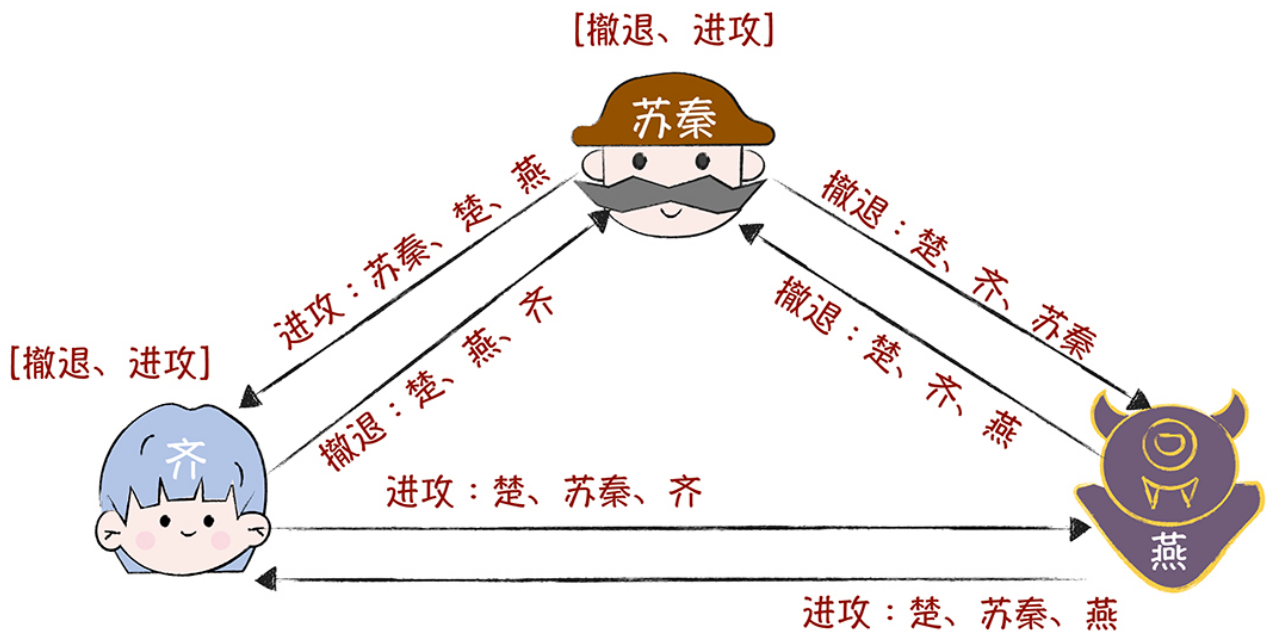 [撤退、进攻]
苏秦
进攻：苏秦、楚、燕
撤退：楚、齐、苏秦
撤退：楚、燕、齐
撤退：楚、齐、燕
[撤退、进攻]
齐
进攻：楚、苏秦、齐
燕
进攻：楚、苏秦、燕